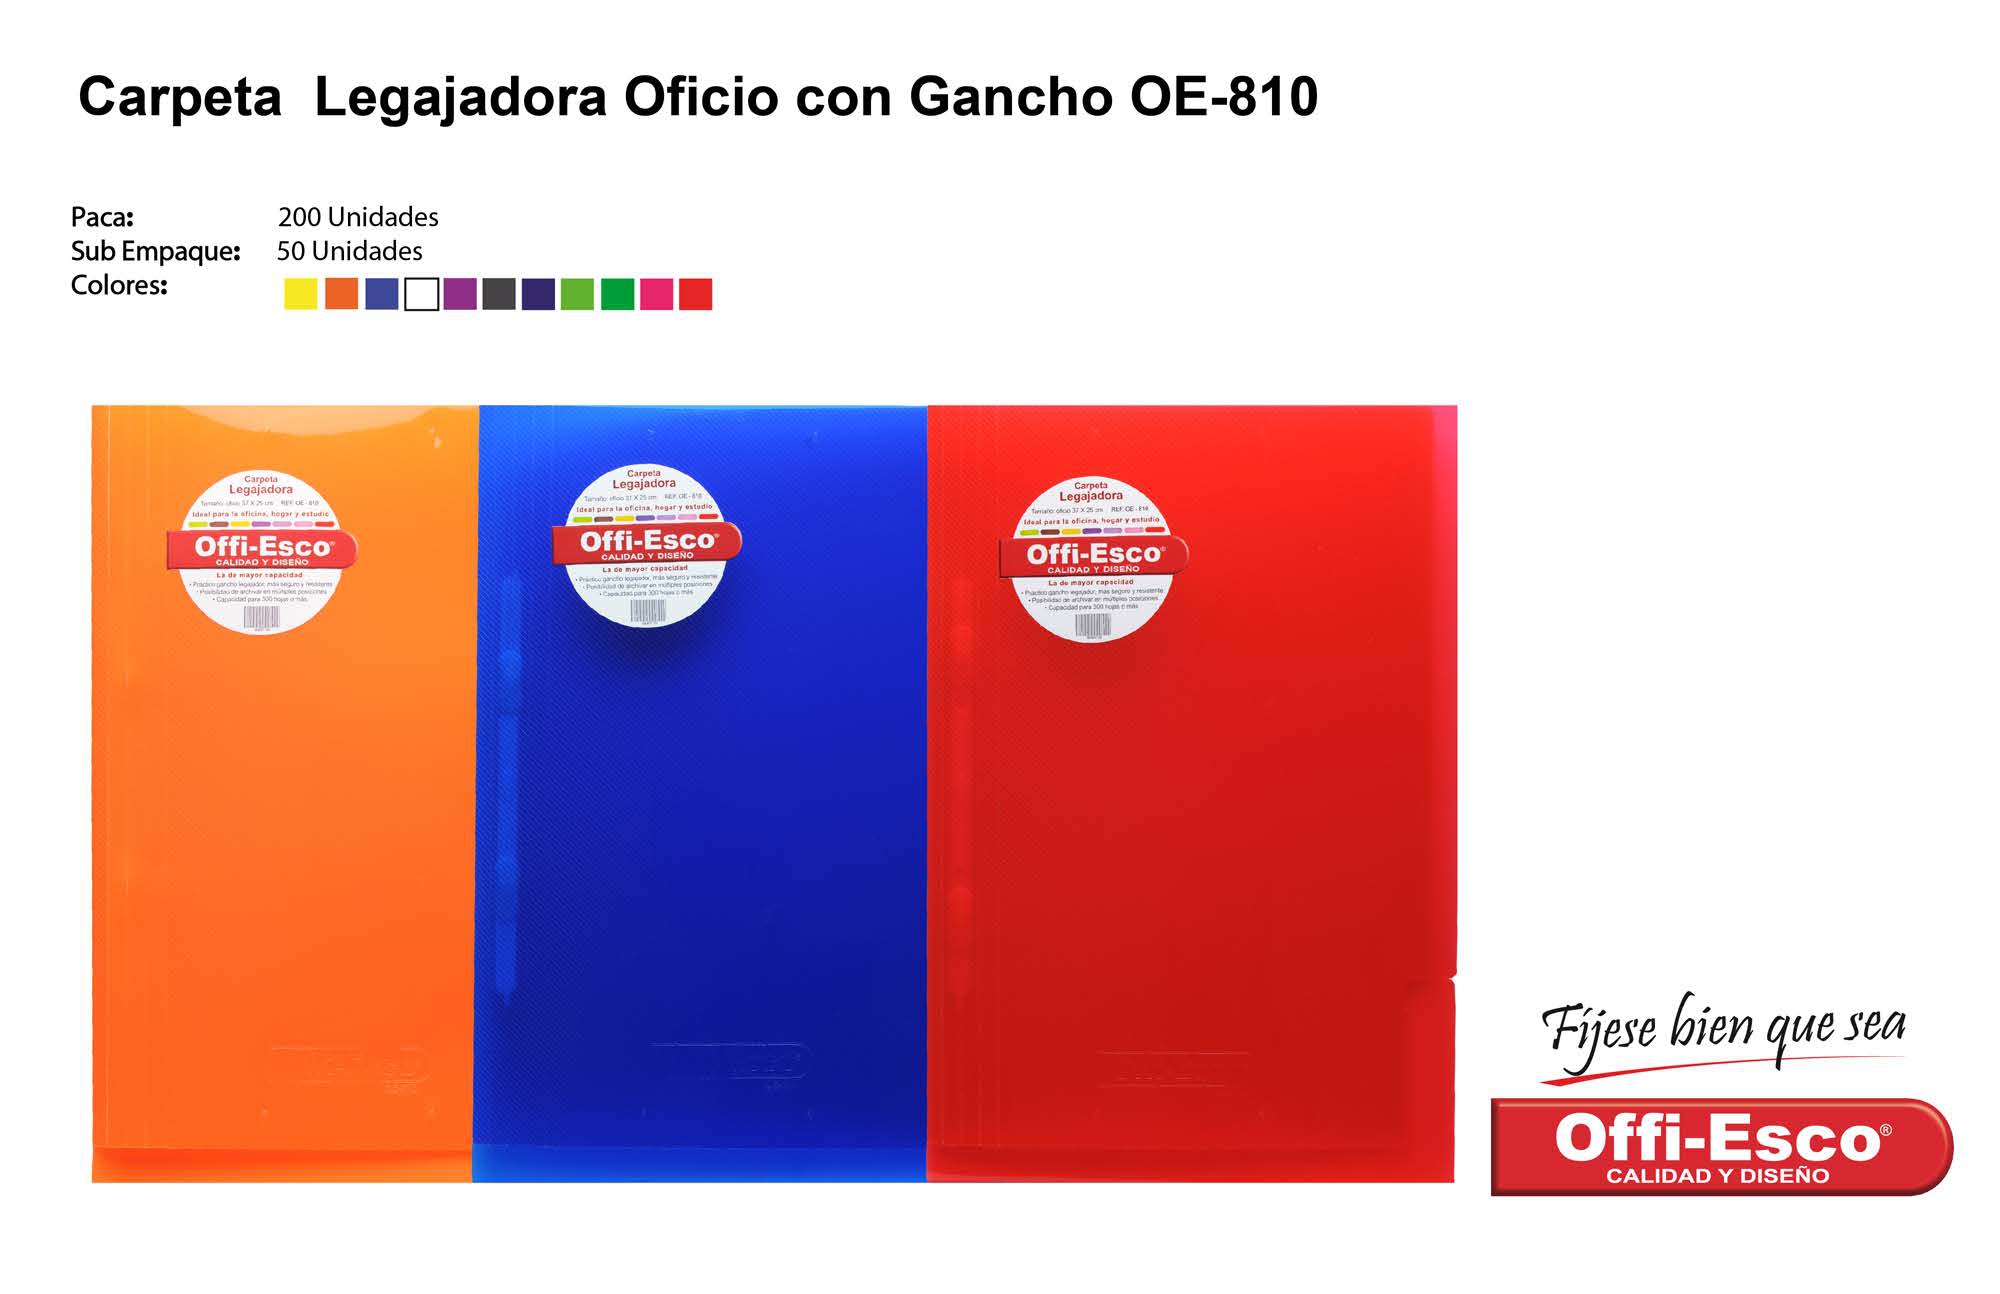 Carpeta Legajadora Oficio con Gancho OE-810
Paca: 200 Unidades
Sub Empaque: 50 Unidades
Colores:
Carpeta
Legajadora
Tamaño: oficio 37 X 25 cm REF. OE - 810
Ideal para la oficina, hogar y estudio
Offi-Esco®
CALIDAD Y DISEÑO
La de mayor capacidad
• Práctico gancho legajador, más seguro y resistente
• Posibilidad de archivar en múltiples posiciones
• Capacidad para 300 hojas o más
Carpeta
Legajadora
Tamaño: oficio 37 X 25 cm REF. OE - 810
Ideal para la oficina, hogar y estudio
Offi-Esco®
CALIDAD Y DISEÑO
La de mayor capacidad
• Práctico gancho legajador, más seguro y resistente
• Posibilidad de archivar en múltiples posiciones
• Capacidad para 300 hojas o más
Carpeta
Legajadora
Tamaño: oficio 37 X 25 cm REF. OE - 810
Ideal para la oficina, hogar y estudio
Offi-Esco®
CALIDAD Y DISEÑO
La de mayor capacidad
• Práctico gancho legajador, más seguro y resistente
• Posibilidad de archivar en múltiples posiciones
• Capacidad para 300 hojas o más
Fíjese bien que sea
Offi-Esco®
CALIDAD Y DISEÑO